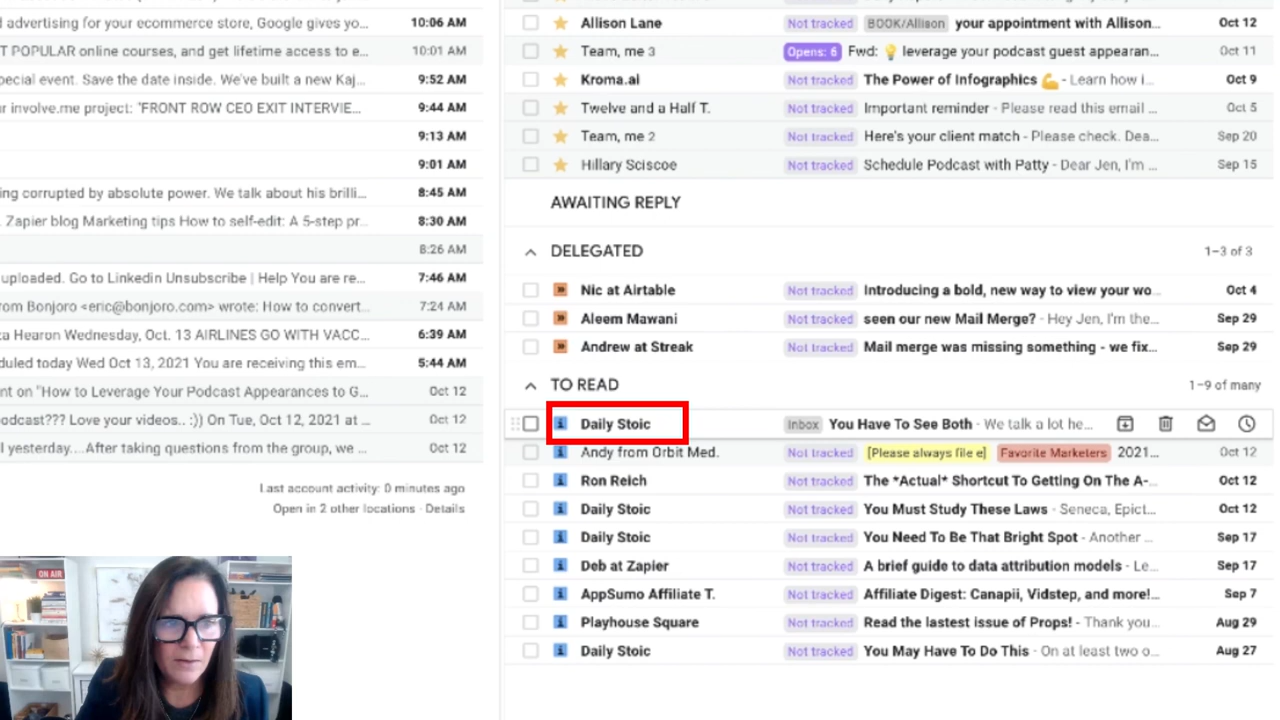 d advertising for your ecommerce store, Google gives yo... 10:06 AM
T POPULAR online courses, and get lifetime access to e... 10:01 AM
pecial event. Save the date inside. We've built a new Kaj... 9:52 AM
ur involve.me project: "FRONT ROW CEO EXIT INTERVIE... 9:44 AM
9:13 AM
9:01 AM
ing corrupted by absolute power. We talk about his brilli... 8:45 AM
. Zapier blog Marketing tips How to self-edit: A 5-step pr... 8:30 AM
8:26 AM
uploaded. Go to Linkedin Unsubscribe | Help You are re... 7:46 AM
rom Bonjoro <eric@bonjoro.com> wrote: How to convert... 7:24 AM
ta Hearon Wednesday, Oct. 13 AIRLINES GO WITH VACC... 6:39 AM
duled today Wed Oct 13, 2021 You are receiving this em... 5:44 AM
nt on "How to Leverage Your Podcast Appearances to G... Oct 12
podcast??? Love your videos.. :)) On Tue, Oct 12, 2021 at ... Oct 12
l yesterday....After taking questions from the group, we ... Oct 12
Last account activity: 0 minutes ago
Open in 2 other locations · Details
Allison Lane Not tracked BOOK/Allison your appointment with Allison... Oct 12
Team, me 3 Opens: 6 Fwd: 💡 leverage your podcast guest appearan... Oct 11
Kroma.ai Not tracked The Power of Infographics 💪 - Learn how i... Oct 9
Twelve and a Half T. Not tracked Important reminder - Please read this email ... Oct 5
Team, me 2 Not tracked Here's your client match - Please check. Dea... Sep 20
Hillary Sciscoe Not tracked Schedule Podcast with Patty - Dear Jen, I'm ... Sep 15
AWAITING REPLY
DELEGATED 1–3 of 3
Nic at Airtable Not tracked Introducing a bold, new way to view your wo... Oct 4
Aleem Mawani Not tracked seen our new Mail Merge? - Hey Jen, I'm the... Sep 29
Andrew at Streak Not tracked Mail merge was missing something - we fix... Sep 29
TO READ 1–9 of many
Daily Stoic Inbox You Have To See Both - We talk a lot he...
Andy from Orbit Med. Not tracked [Please always file e] Favorite Marketers 2021... Oct 12
Ron Reich Not tracked The *Actual* Shortcut To Getting On The A-... Oct 12
Daily Stoic Not tracked You Must Study These Laws - Seneca, Epict... Oct 12
Daily Stoic Not tracked You Need To Be That Bright Spot - Another ... Sep 17
Deb at Zapier Not tracked A brief guide to data attribution models - Le... Sep 17
AppSumo Affiliate T. Not tracked Affiliate Digest: Canapii, Vidstep, and more!... Sep 7
Playhouse Square Not tracked Read the lastest issue of Props! - Thank you... Aug 29
Daily Stoic Not tracked You May Have To Do This - On at least two o... Aug 27
ON AIR